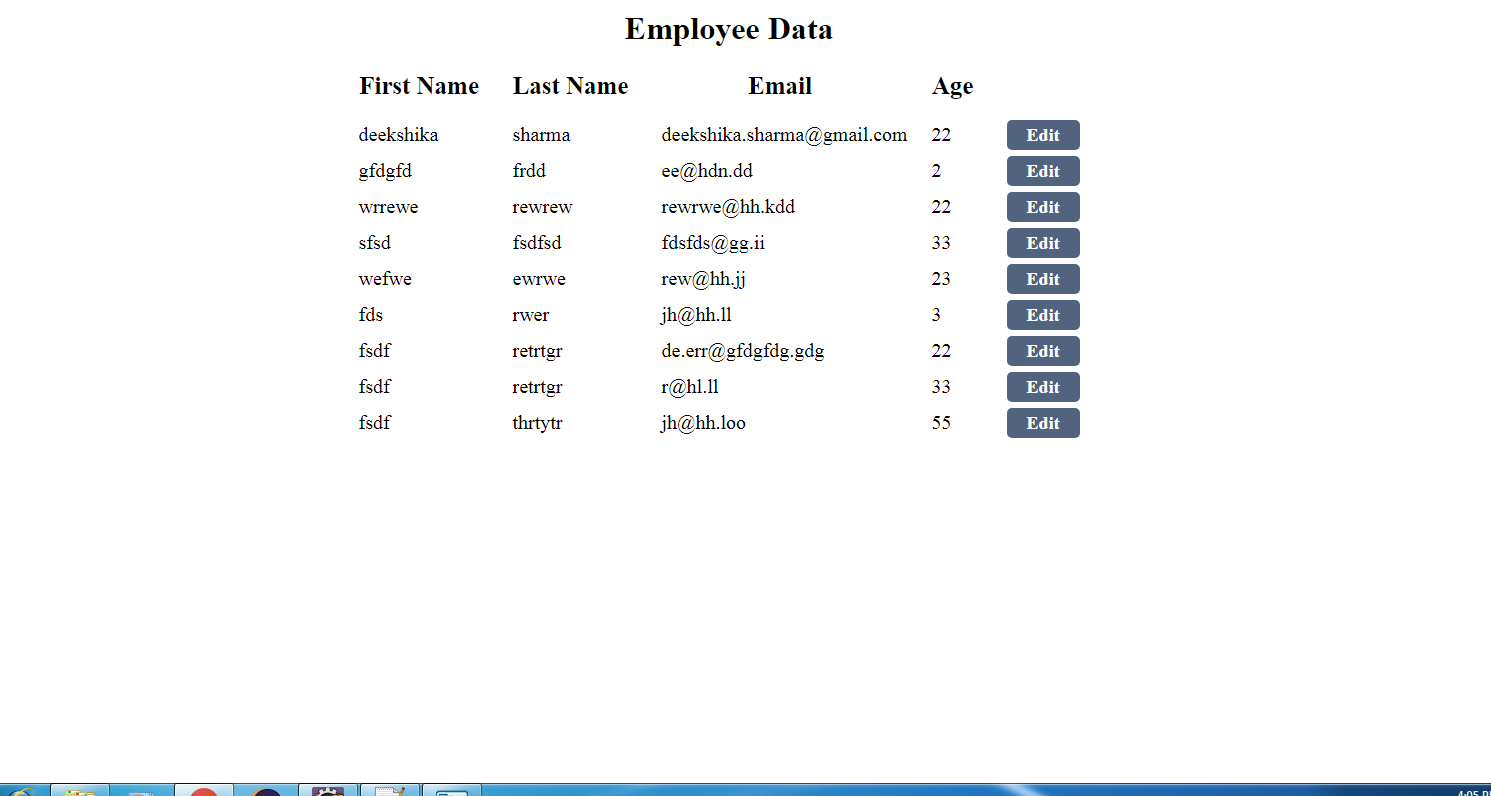 Employee Data
First Name Last Name Email Age
deekshika sharma deekshika.sharma@gmail.com 22 Edit
gfdgfd frdd ee@hdn.dd 2 Edit
wrrewe rewrew rewrwe@hh.kdd 22 Edit
sfsd fsdfsd fdsfds@gg.ii 33 Edit
wefwe ewrwe rew@hh.jj 23 Edit
fds rwer jh@hh.ll 3 Edit
fsdf retrtgr de.err@gfdgfdg.gdg 22 Edit
fsdf retrtgr r@hl.ll 33 Edit
fsdf thrtytr jh@hh.loo 55 Edit
4:05